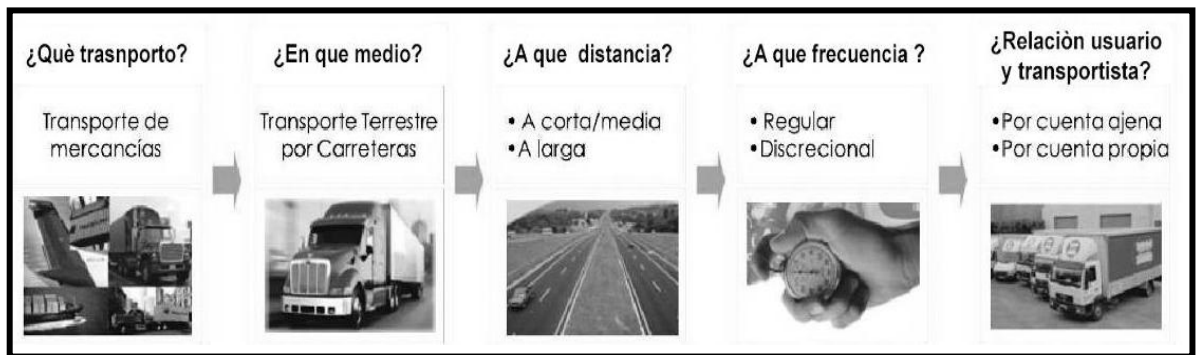 ¿Què trasnporto?
Transporte de
mercancías
¿En que medio?
Transporte Terrestre
por Carreteras
¿A que distancia?
• A corta/media
•A larga
¿A que frecuencia ?
• Regular
•Discrecional
¿Relaciòn usuario
y transportista?
•Por cuenta ajena
•Por cuenta propia